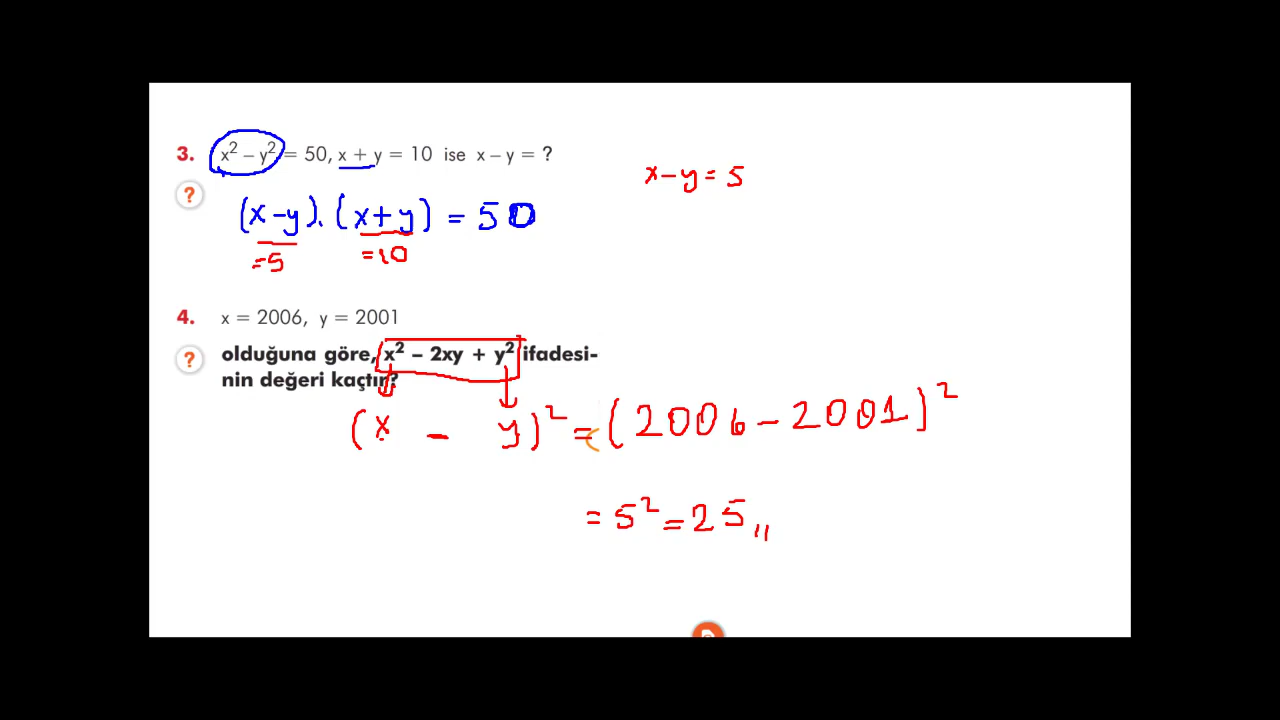 3. x² – y² = 50, x + y = 10 ise x – y = ?
x-y = 5
?
(x-y).(x+y) = 50
=5 =10
4. x = 2006, y = 2001
? olduğuna göre, x² – 2xy + y² ifadesi-
nin değeri kaçtır?
(x - y)² = (2006 - 2001)²
= 5² = 25,,